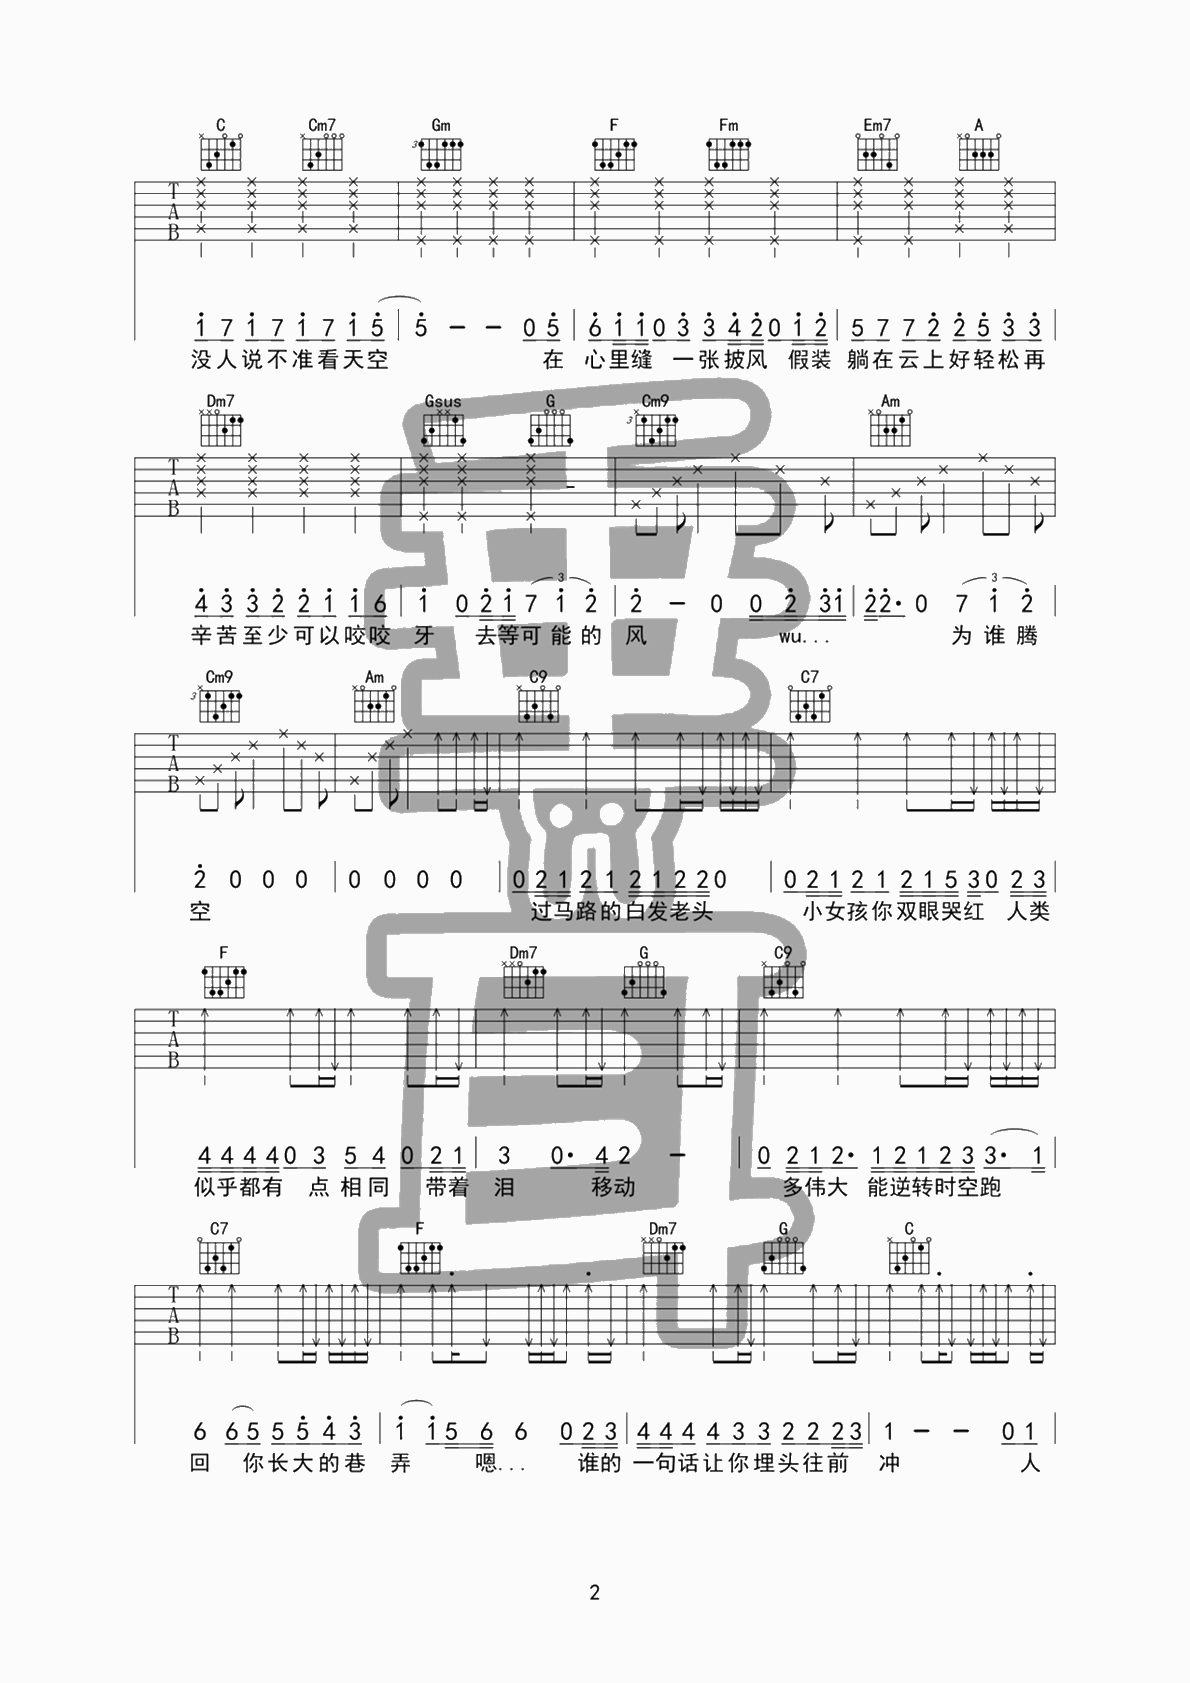 C Cm7 Gm F Fm Em7 A
3
T A B
1 7 1 7 1 7 1 5 5 - - 0 5 6 1 1 0 3 3 4 2 0 1 2 5 7 7 2 2 5 3 3
没人说不准看天空 在 心里缝 一张披风 假装 躺在云上好轻松再
Dm7 Gsus G Cm9 Am
3
T A B
3 3
4 3 3 2 2 1 1 6 1 0 2 1 7 1 2 2 - 0 0 2 3 1 2 2· 0 7 1 2
辛苦至少可以咬咬 牙 去等可能的 风 wu... 为谁腾
Cm9 Am C9 C7
3
T A B
2 0 0 0 0 0 0 0 0 2 1 2 1 2 1 2 2 0 0 2 1 2 1 2 1 5 3 0 2 3
空 过马路的白发老头 小女孩你双眼哭红 人类
F Dm7 G C9
T A B
4 4 4 4 0 3 5 4 0 2 1 3 0· 4 2 - 0 2 1 2· 1 2 1 2 3 3· 1
似乎都有 点相同 带着 泪 移动 多伟大 能逆转时空跑
C7 F Dm7 G C
T A B
6 6 5 5 5 4 3 1 1 5 6 6 0 2 3 4 4 4 4 3 3 2 2 2 3 1 - - 0 1
回 你长大的巷 弄 嗯... 谁的 一句话让你埋头往前 冲 人
2